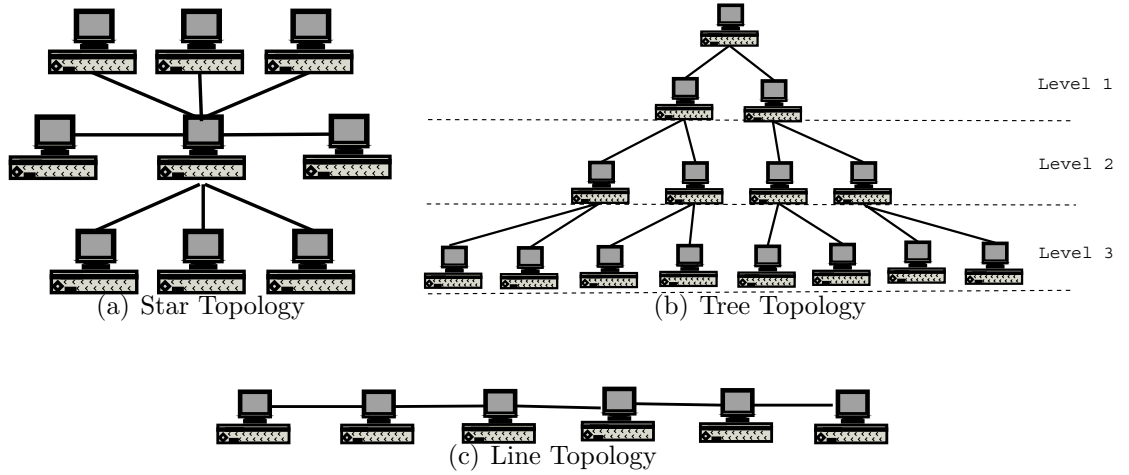 Level 1
Level 2
Level 3
(a) Star Topology
(b) Tree Topology
(c) Line Topology